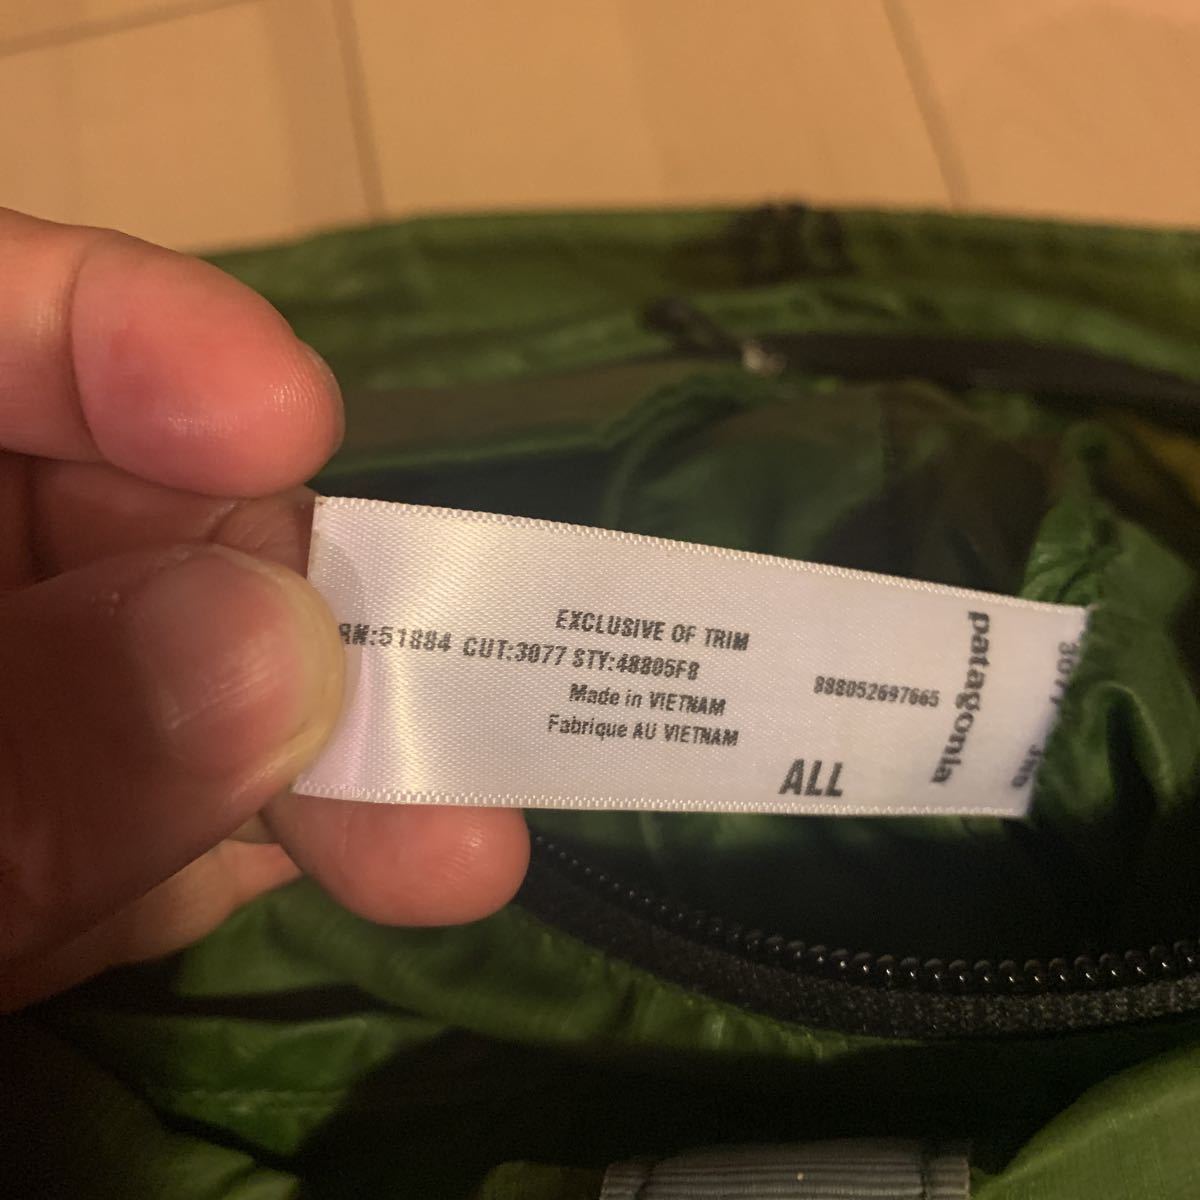 EXCLUSIVE OF TRIM
RN:51884 CUT:3077 STY:48805F8
Made in VIETNAM
Fabrique AU VIETNAM
888052697665
ALL
patagonia